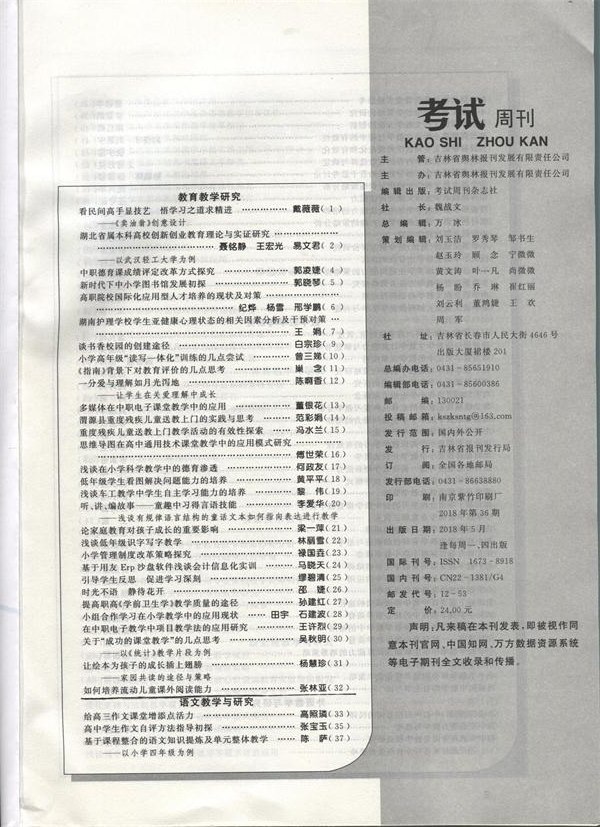 教育教学研究
看民间高手显技艺 悟学习之道求精进 ……… 戴薇薇(1)
——《卖油翁》创意设计
湖北省属本科高校创新创业教育理论与实证研究
聂铭静 王宏光 易文君(2)
——以武汉轻工大学为例
中职德育课成绩评定改革方式探究 ……… 郭凌婕(4)
新时代下中小学图书馆发展初探 ……… 郭晓琴(5)
高职院校国际化应用型人才培养的现状及对策
纪烨 杨雪 邢学鹏(6)
湖南护理学校学生亚健康心理状态的相关因素分析及干预对策
王娟(7)
谈书香校园的创建途径 ……… 白宗珍(9)
小学高年级“读写一体化”训练的几点尝试 ……… 曾三娣(10)
《指南》背景下对教育评价的几点思考 ……… 巢念(11)
一分爱与理解如月光泻地 ……… 陈啊香(12)
——让学生在关爱理解中成长
多媒体在中职电子课堂教学中的应用 ……… 董银花(13)
渭源县重度残疾儿童送教上门的实践与思考 ……… 范彩娟(14)
重度残疾儿童送教上门教学活动的有效性探索 ……… 冯水兰(15)
思维导图在高中通用技术课堂教学中的应用模式研究
傅世荣(16)
浅谈在小学科学教学中的德育渗透 ……… 何政友(17)
低年级学生看图解决问题能力的培养 ……… 黄平平(18)
浅谈车工教学中学生自主学习能力的培养 ……… 黎伟(19)
听、讲、编故事——童趣中习得言语技能 ……… 李爱华(20)
——浅谈有规律语言结构的童话文本如何指向表达进行教学
论家庭教育对孩子成长的重要影响 ……… 梁一萍(21)
浅谈低年级识字写字教学 ……… 林丽雪(22)
小学管理制度改革策略探究 ……… 禄国垚(23)
基于用友Erp沙盘软件浅谈会计信息化实训 ……… 马晓天(24)
引导学生反思 促进学习深刻 ……… 缪碧清(25)
时光不语 静待花开 ……… 邵婕(26)
提高职高《学前卫生学》教学质量的途径 ……… 孙建红(27)
小组合作学习在小学教学中的应用现状 ……… 田宇 石建波(28)
在中职电子教学中项目教学法的应用研究 ……… 王许烈(29)
关于“成功的课堂教学”的几点思考 ……… 吴秋明(30)
——以《统计》教学片段为例
让绘本为孩子的成长插上翅膀 ……… 杨慧珍(31)
——家园共读的途径与策略
如何培养流动儿童课外阅读能力 ……… 张林亚(32)
语文教学与研究
给高三作文课堂增添点活力 ……… 高照璘(33)
高中学生作文自评方法指导初探 ……… 张宝玉(35)
基于课程整合的语文知识提炼及单元整体教学 ……… 陈萨(37)
——以小学四年级为例
考试 周刊
KAO SHI ZHOU KAN
主管：吉林省舆林报刊发展有限责任公司
主办：吉林省舆林报刊发展有限责任公司
编辑出版：考试周刊杂志社
社长：魏战文
总编辑：万冰
策划编辑：刘玉洁 罗秀琴 邹书生
赵玉玲 顾念 宁微微
黄文涛 叶一凡 尚微微
杨盼 乔琳 崔红丽
刘云利 董鸿婕 王欢
周军
社址：吉林省长春市人民大街4646号
出版大厦裙楼201
总编办电话：0431-85651910
编辑部电话：0431-85600386
邮编：130021
投稿邮箱：kszksntg@163.com
发行范围：国内外公开
发行：吉林省报刊发行局
订阅：全国各地邮局
发行部电话：0431-86638880
印刷：南京紫竹印刷厂
2018年第36期
出版日期：2018年5月
逢每周一、四出版
国际刊号：ISSN 1673-8918
国内刊号：CN22-1381/G4
邮发代号：12-53
定价：24.00元
声明：凡来稿在本刊发表，即被视作同
意本刊官网、中国知网、万方数据资源系统
等电子期刊全文收录和传播。